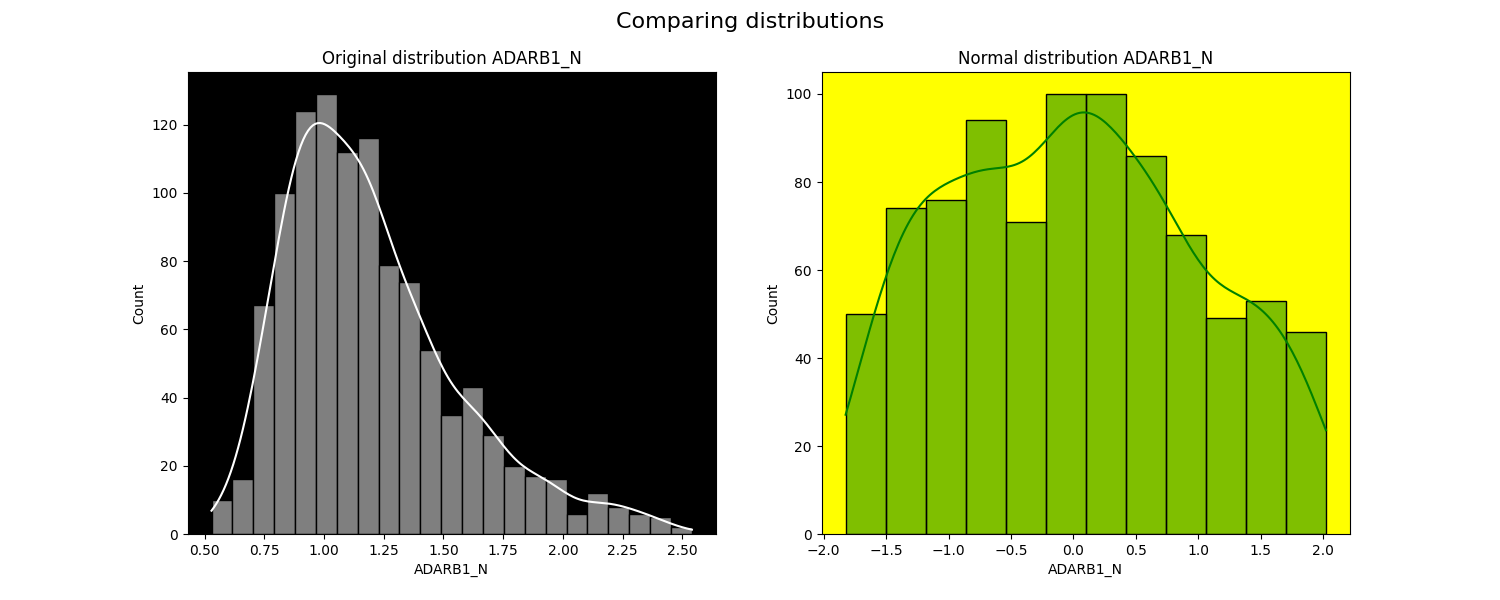 Comparing distributions
Original distribution ADARB1_N
Count
120
100
80
60
40
20
0
0.50 0.75 1.00 1.25 1.50 1.75 2.00 2.25 2.50
ADARB1_N
Normal distribution ADARB1_N
Count
100
80
60
40
20
0
−2.0 −1.5 −1.0 −0.5 0.0 0.5 1.0 1.5 2.0
ADARB1_N